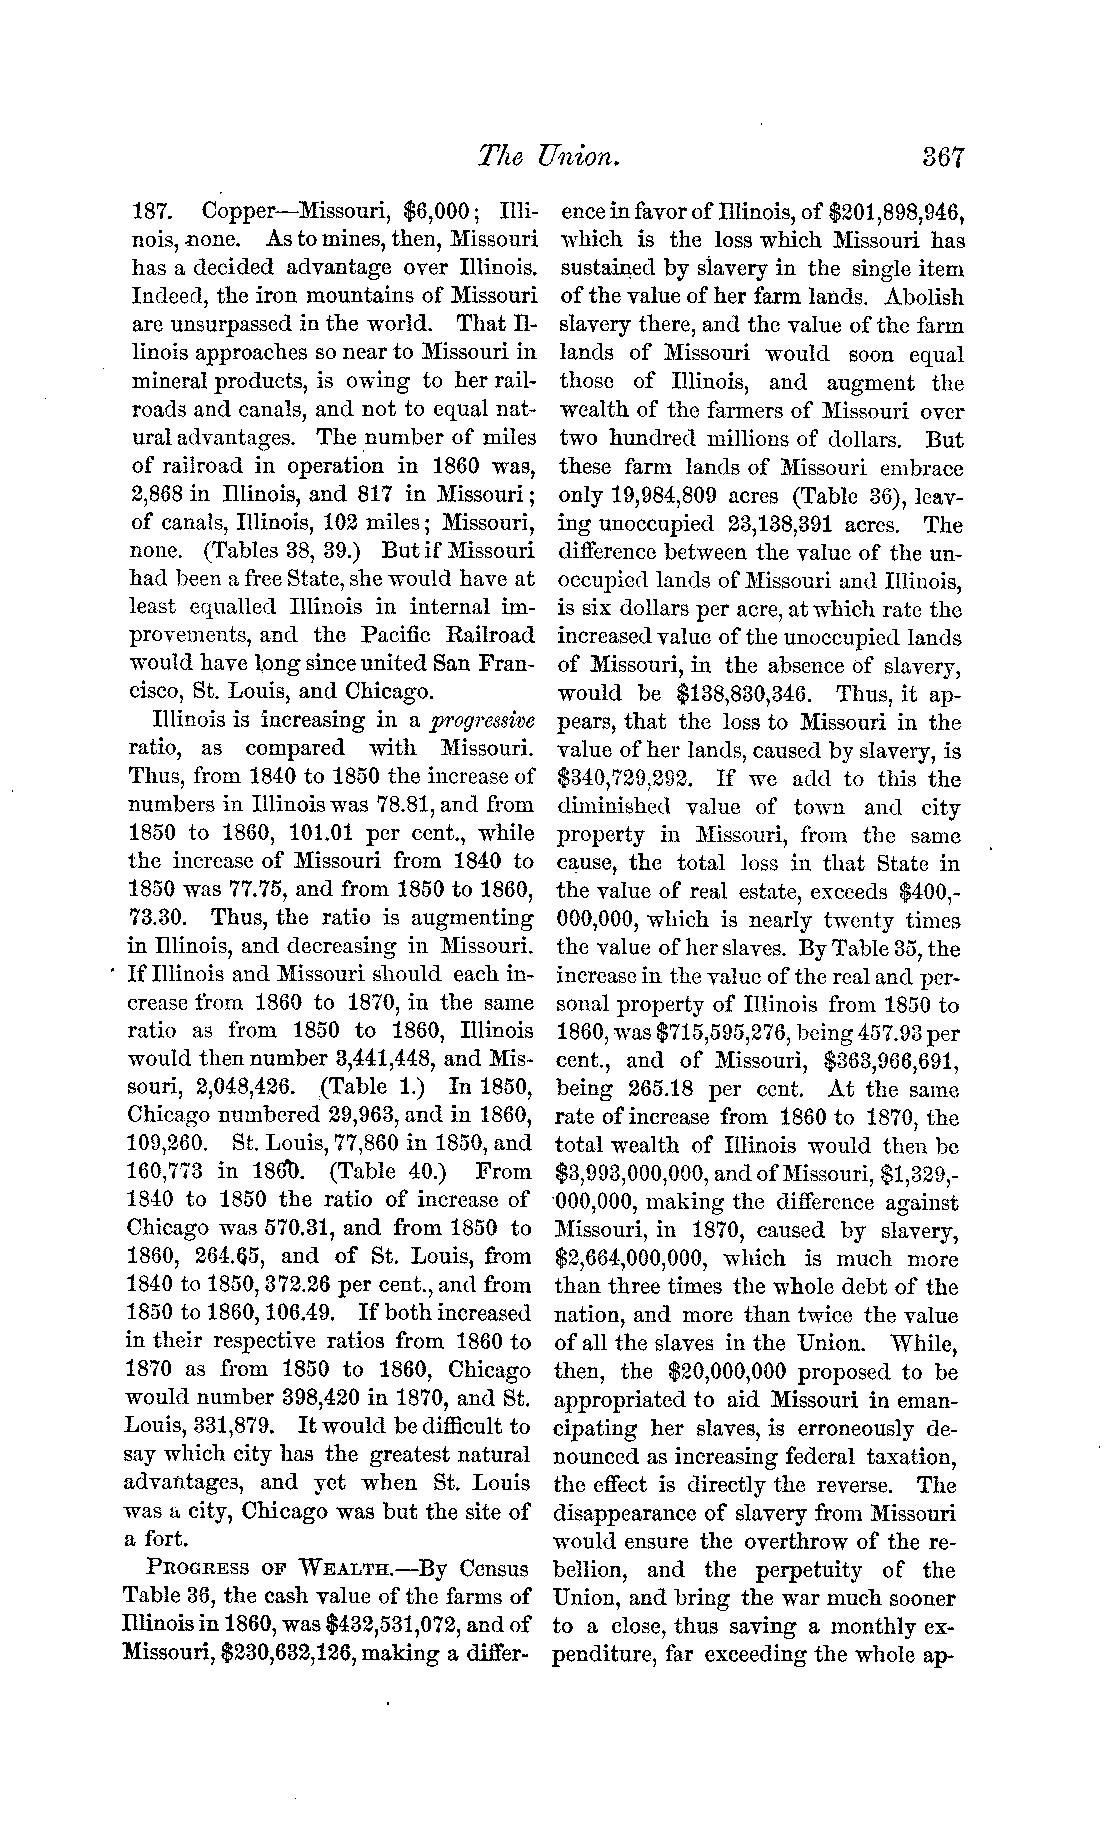 The Union. 367
187. Copper—Missouri, $6,000; Illi-
nois, none. As to mines, then, Missouri
has a decided advantage over Illinois.
Indeed, the iron mountains of Missouri
are unsurpassed in the world. That Il-
linois approaches so near to Missouri in
mineral products, is owing to her rail-
roads and canals, and not to equal nat-
ural advantages. The number of miles
of railroad in operation in 1860 was,
2,868 in Illinois, and 817 in Missouri;
of canals, Illinois, 102 miles; Missouri,
none. (Tables 38, 39.) But if Missouri
had been a free State, she would have at
least equalled Illinois in internal im-
provements, and the Pacific Railroad
would have long since united San Fran-
cisco, St. Louis, and Chicago.
Illinois is increasing in a progressive
ratio, as compared with Missouri.
Thus, from 1840 to 1850 the increase of
numbers in Illinois was 78.81, and from
1850 to 1860, 101.01 per cent., while
the increase of Missouri from 1840 to
1850 was 77.75, and from 1850 to 1860,
73.30. Thus, the ratio is augmenting
in Illinois, and decreasing in Missouri.
If Illinois and Missouri should each in-
crease from 1860 to 1870, in the same
ratio as from 1850 to 1860, Illinois
would then number 3,441,448, and Mis-
souri, 2,048,426. (Table 1.) In 1850,
Chicago numbered 29,963, and in 1860,
109,260. St. Louis, 77,860 in 1850, and
160,773 in 1860. (Table 40.) From
1840 to 1850 the ratio of increase of
Chicago was 570.31, and from 1850 to
1860, 264.65, and of St. Louis, from
1840 to 1850, 372.26 per cent., and from
1850 to 1860, 106.49. If both increased
in their respective ratios from 1860 to
1870 as from 1850 to 1860, Chicago
would number 398,420 in 1870, and St.
Louis, 331,879. It would be difficult to
say which city has the greatest natural
advantages, and yet when St. Louis
was a city, Chicago was but the site of
a fort.
PROGRESS OF WEALTH.—By Census
Table 36, the cash value of the farms of
Illinois in 1860, was $432,531,072, and of
Missouri, $230,632,126, making a differ-
ence in favor of Illinois, of $201,898,946,
which is the loss which Missouri has
sustained by slavery in the single item
of the value of her farm lands. Abolish
slavery there, and the value of the farm
lands of Missouri would soon equal
those of Illinois, and augment the
wealth of the farmers of Missouri over
two hundred millions of dollars. But
these farm lands of Missouri embrace
only 19,984,809 acres (Table 36), leav-
ing unoccupied 23,138,391 acres. The
difference between the value of the un-
occupied lands of Missouri and Illinois,
is six dollars per acre, at which rate the
increased value of the unoccupied lands
of Missouri, in the absence of slavery,
would be $138,830,346. Thus, it ap-
pears, that the loss to Missouri in the
value of her lands, caused by slavery, is
$340,729,292. If we add to this the
diminished value of town and city
property in Missouri, from the same
cause, the total loss in that State in
the value of real estate, exceeds $400,-
000,000, which is nearly twenty times
the value of her slaves. By Table 35, the
increase in the value of the real and per-
sonal property of Illinois from 1850 to
1860, was $715,595,276, being 457.93 per
cent., and of Missouri, $363,966,691,
being 265.18 per cent. At the same
rate of increase from 1860 to 1870, the
total wealth of Illinois would then be
$3,993,000,000, and of Missouri, $1,329,-
000,000, making the difference against
Missouri, in 1870, caused by slavery,
$2,664,000,000, which is much more
than three times the whole debt of the
nation, and more than twice the value
of all the slaves in the Union. While,
then, the $20,000,000 proposed to be
appropriated to aid Missouri in eman-
cipating her slaves, is erroneously de-
nounced as increasing federal taxation,
the effect is directly the reverse. The
disappearance of slavery from Missouri
would ensure the overthrow of the re-
bellion, and the perpetuity of the
Union, and bring the war much sooner
to a close, thus saving a monthly ex-
penditure, far exceeding the whole ap-